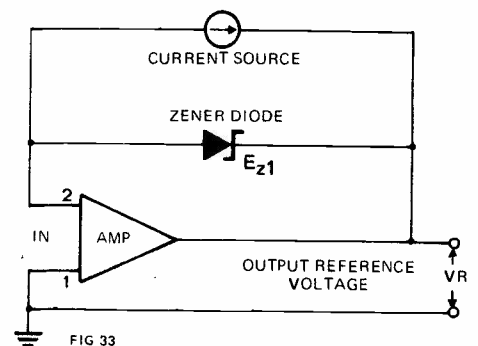 CURRENT SOURCE
ZENER DIODE
Ez1
2
IN
AMP
1
OUTPUT REFERENCE
VOLTAGE
VR
FIG 33